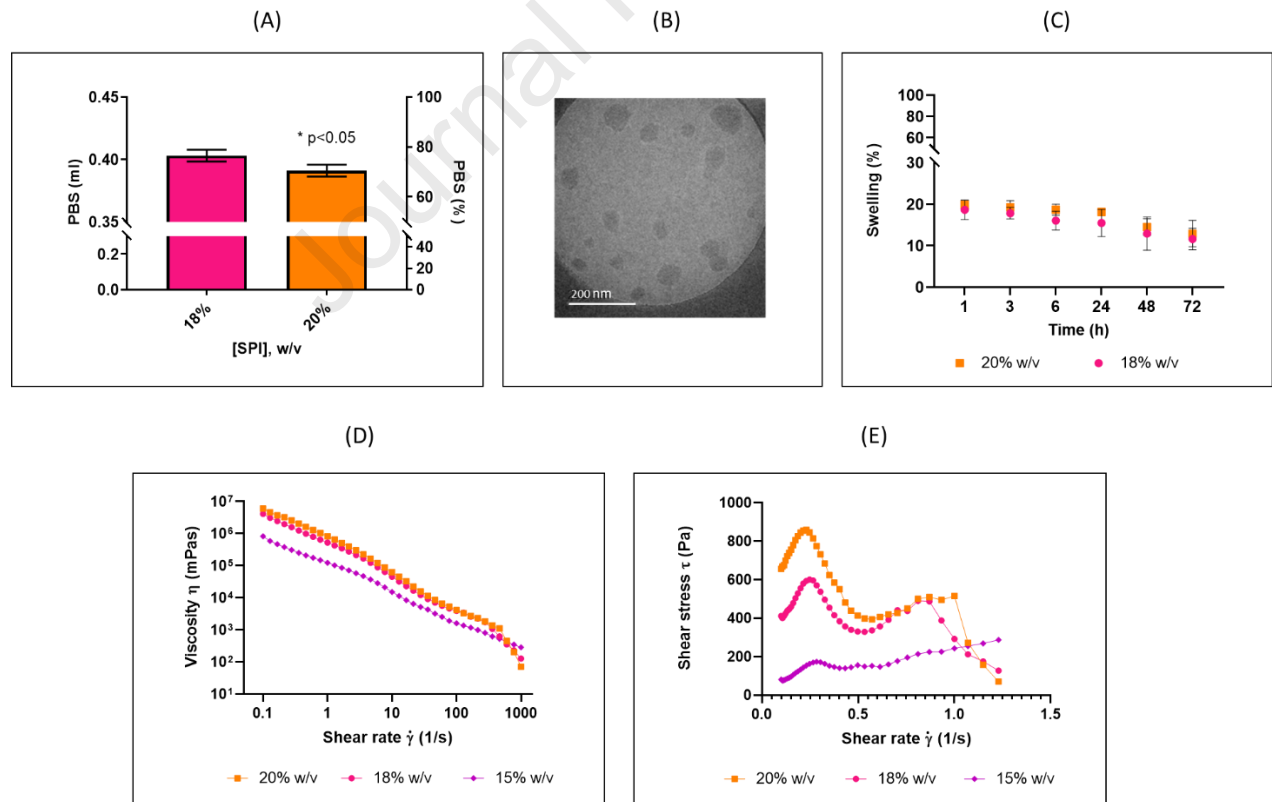 Journal
(A)
(B)
(C)
0.45
0.40
0.35
0.2
0.0
PBS (ml)
* p<0.05
100
80
60
40
20
0
PBS (%)
18%
20%
[SPI], w/v
200 nm
100
80
60
30
20
10
0
Swelling (%)
1 3 6 24 48 72
Time (h)
20% w/v 18% w/v
(D)
(E)
10⁷
10⁶
10⁵
10⁴
10³
10²
10¹
Viscosity η (mPas)
0.1 1 10 100 1000
Shear rate γ̇ (1/s)
20% w/v 18% w/v 15% w/v
1000
800
600
400
200
0
Shear stress τ (Pa)
0.0 0.5 1.0 1.5
Shear rate γ̇ (1/s)
20% w/v 18% w/v 15% w/v